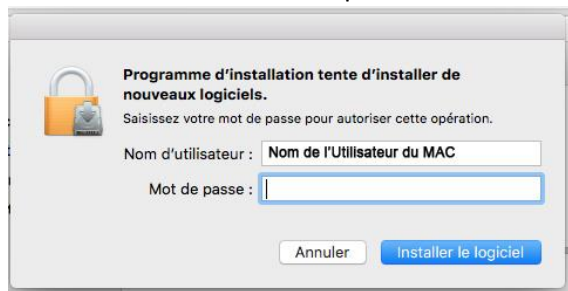 Programme d'installation tente d'installer de
nouveaux logiciels.
Saisissez votre mot de passe pour autoriser cette opération.
Nom d'utilisateur : Nom de l'Utilisateur du MAC
Mot de passe :
Annuler Installer le logiciel